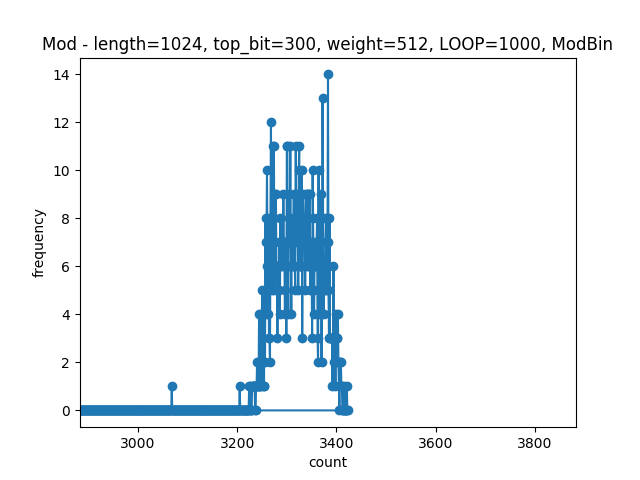 Mod - length=1024, top_bit=300, weight=512, LOOP=1000, ModBin
14
12
10
8
6
4
2
0
frequency
3000 3200 3400 3600 3800
count